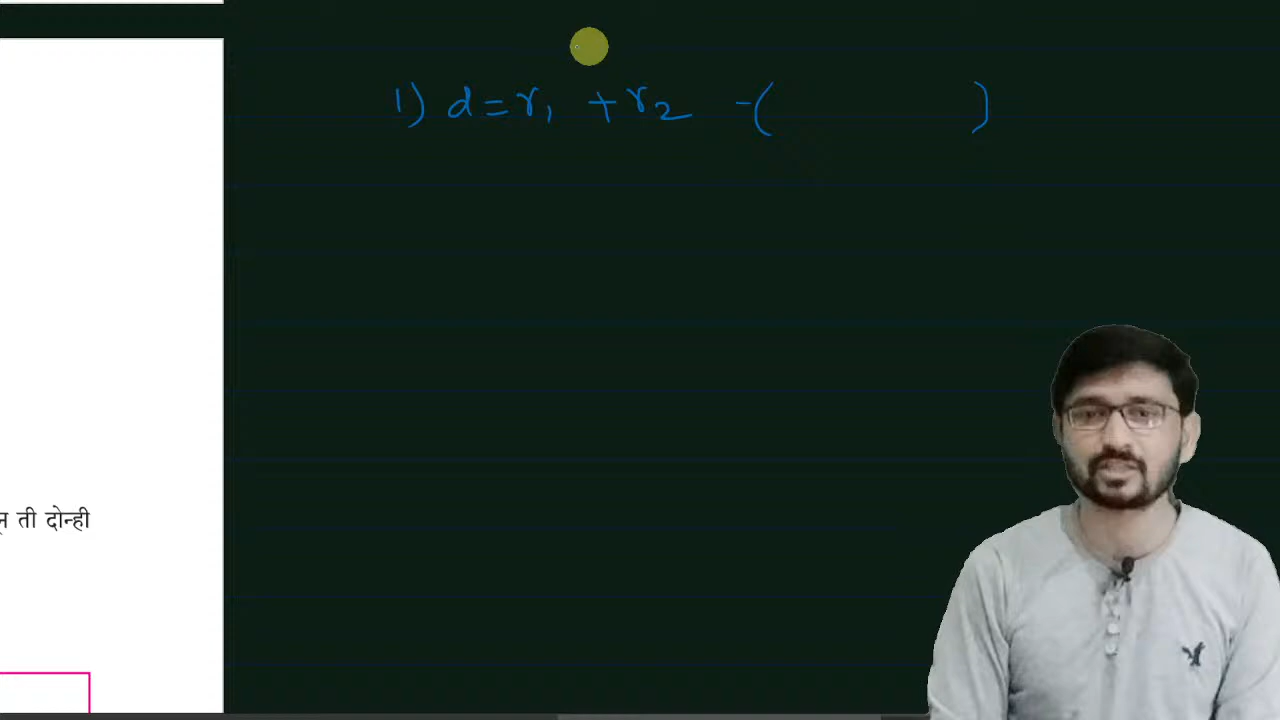 1) d = r₁ + r₂ -( )
ती दोन्ही